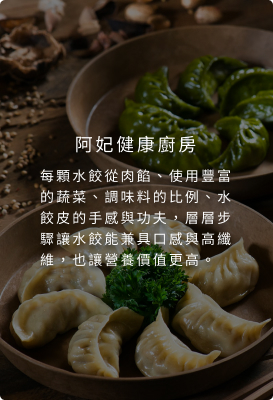 阿妃健康廚房
每顆水餃從肉餡、使用豐富
的蔬菜、調味料的比例、水
餃皮的手感與功夫，層層步
驟讓水餃能兼具口感與高纖
維，也讓營養價值更高。